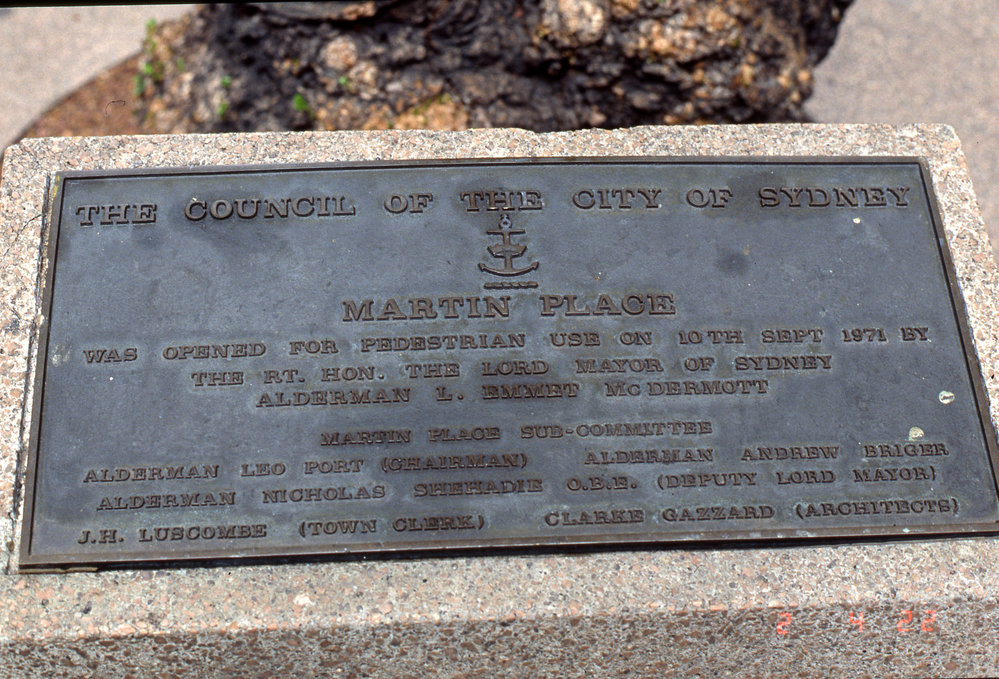 THE COUNCIL OF THE CITY OF SYDNEY
MARTIN PLACE
WAS OPENED FOR PEDESTRIAN USE ON 10TH SEPT 1971 BY
THE RT. HON. THE LORD MAYOR OF SYDNEY
ALDERMAN L. EMMET McDERMOTT
MARTIN PLACE SUB-COMMITTEE
ALDERMAN LEO PORT (CHAIRMAN) ALDERMAN ANDREW BRIGER
ALDERMAN NICHOLAS SHEHADIE O.B.E. (DEPUTY LORD MAYOR)
J.H. LUSCOMBE (TOWN CLERK) CLARKE GAZZARD (ARCHITECTS)
2 4 22